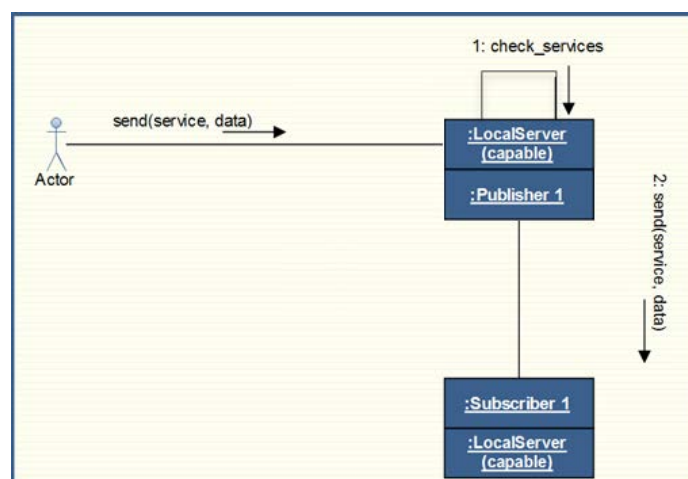 1: check_services
send(service, data)
:LocalServer
(capable)
Actor
:Publisher 1
2: send(service, data)
:Subscriber 1
:LocalServer
(capable)